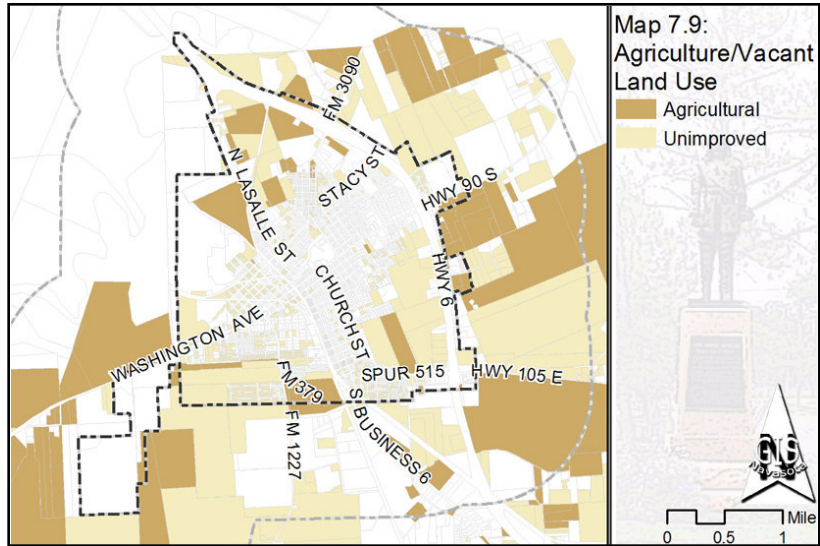 Map 7.9:
Agriculture/Vacant
Land Use
Agricultural
Unimproved
FM 3090
N LASALLE ST
STACY ST
HWY 90 S
HWY 6
CHURCH ST
WASHINGTON AVE
FM 379
SPUR 515
HWY 105 E
S BUSINESS 6
FM 1227
GIS
Navasota
Mile
0 0.5 1